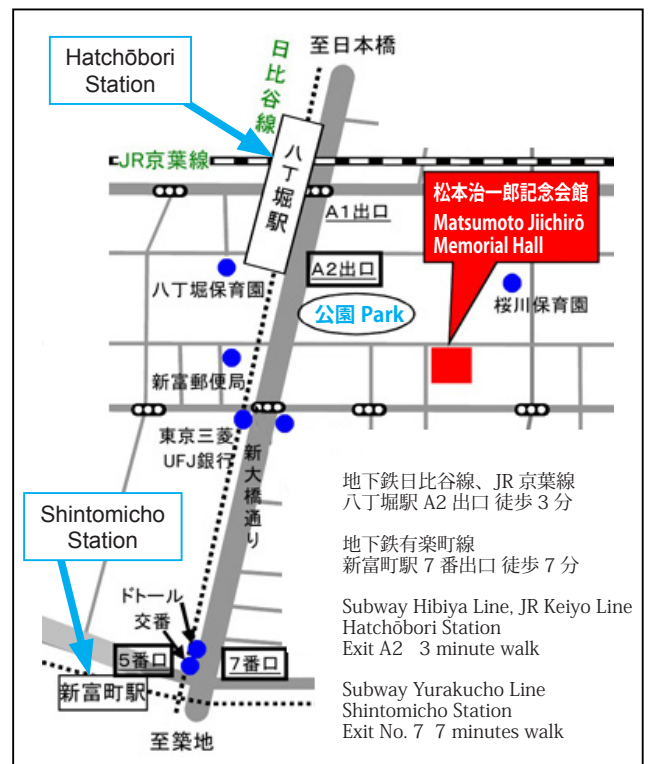 Hatchōbori
Station
日比谷線
至日本橋
JR京葉線
八丁堀駅
A1出口
松本治一郎記念会館
Matsumoto Jiichirō
Memorial Hall
A2出口
八丁堀保育園
公園 Park
桜川保育園
新富郵便局
東京三菱
UFJ銀行
新大橋通り
地下鉄日比谷線、JR 京葉線
八丁堀駅 A2 出口 徒歩 3 分
地下鉄有楽町線
新富町駅 7 番出口 徒歩 7 分
Shintomicho
Station
ドトール
交番
5番口
7番口
新富町駅
至築地
Subway Hibiya Line, JR Keiyo Line
Hatchōbori Station
Exit A2 3 minute walk
Subway Yurakucho Line
Shintomicho Station
Exit No. 7 7 minutes walk